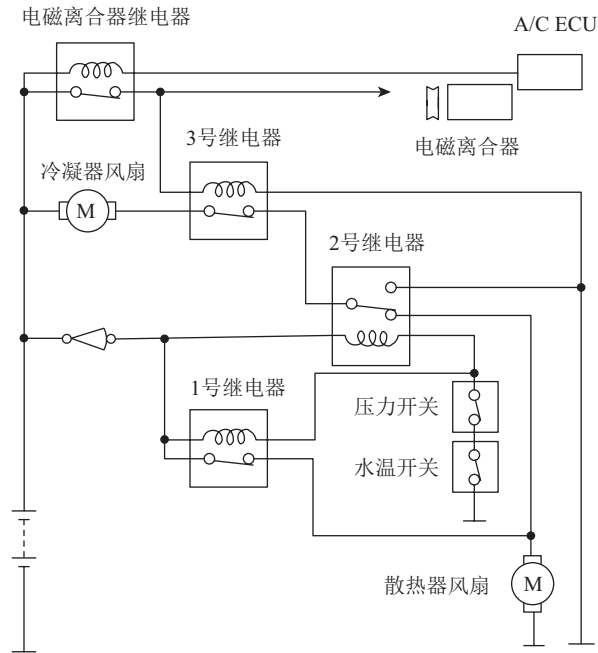 电磁离合器继电器
A/C ECU
电磁离合器
3号继电器
冷凝器风扇
M
2号继电器
1号继电器
压力开关
水温开关
散热器风扇
M